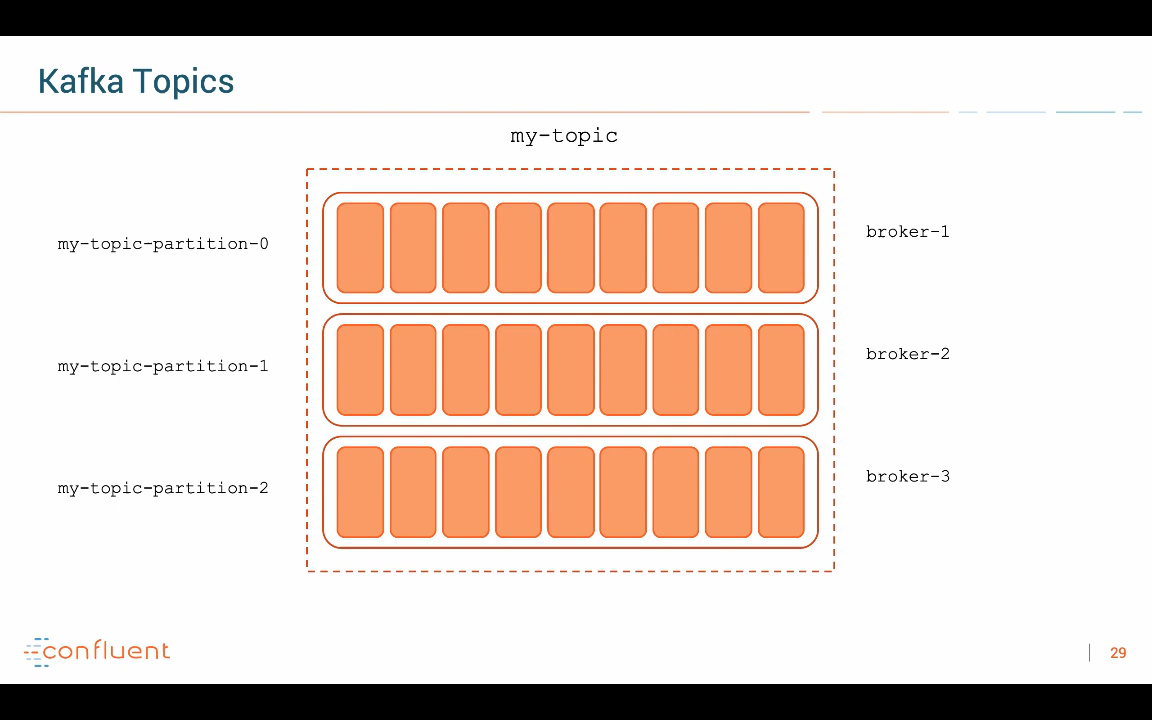 Kafka Topics
my-topic
my-topic-partition-0
broker-1
my-topic-partition-1
broker-2
my-topic-partition-2
broker-3
confluent
29